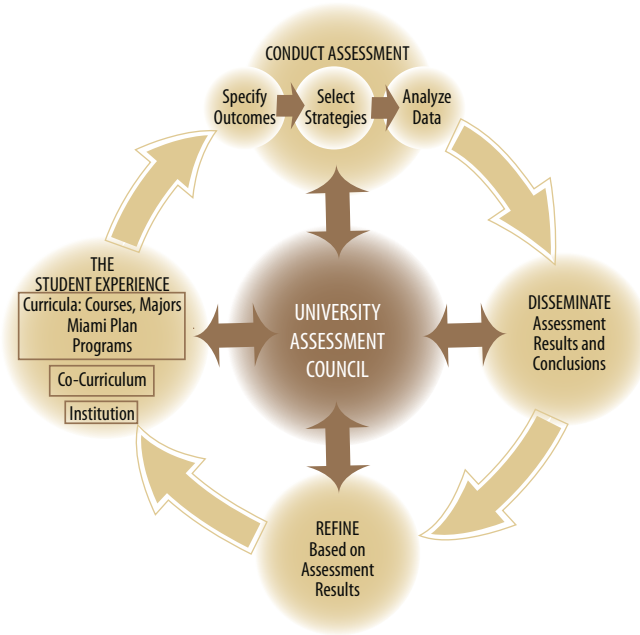 CONDUCT ASSESSMENT
Specify
Outcomes
Select
Strategies
Analyze
Data
THE
STUDENT EXPERIENCE
Curricula: Courses, Majors
Miami Plan
Programs
Co-Curriculum
Institution
UNIVERSITY
ASSESSMENT
COUNCIL
DISSEMINATE
Assessment
Results and
Conclusions
REFINE
Based on
Assessment
Results